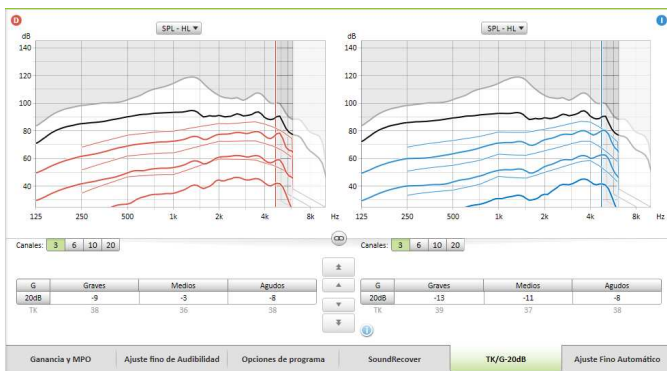 D I
SPL - HL ▼ SPL - HL ▼
dB dB
140 140
120 120
100 100
80 80
60 60
40 40
125 250 500 1k 2k 4k 8k Hz 125 250 500 1k 2k 4k 8k Hz
Canales: 3 6 10 20 Canales: 3 6 10 20
G Graves Medios Agudos G Graves Medios Agudos
20dB -9 -3 -8 20dB -13 -11 -8
TK 38 36 38 TK 39 37 38
i
Ganancia y MPO Ajuste fino de Audibilidad Opciones de programa SoundRecover TK/G-20dB Ajuste Fino Automático